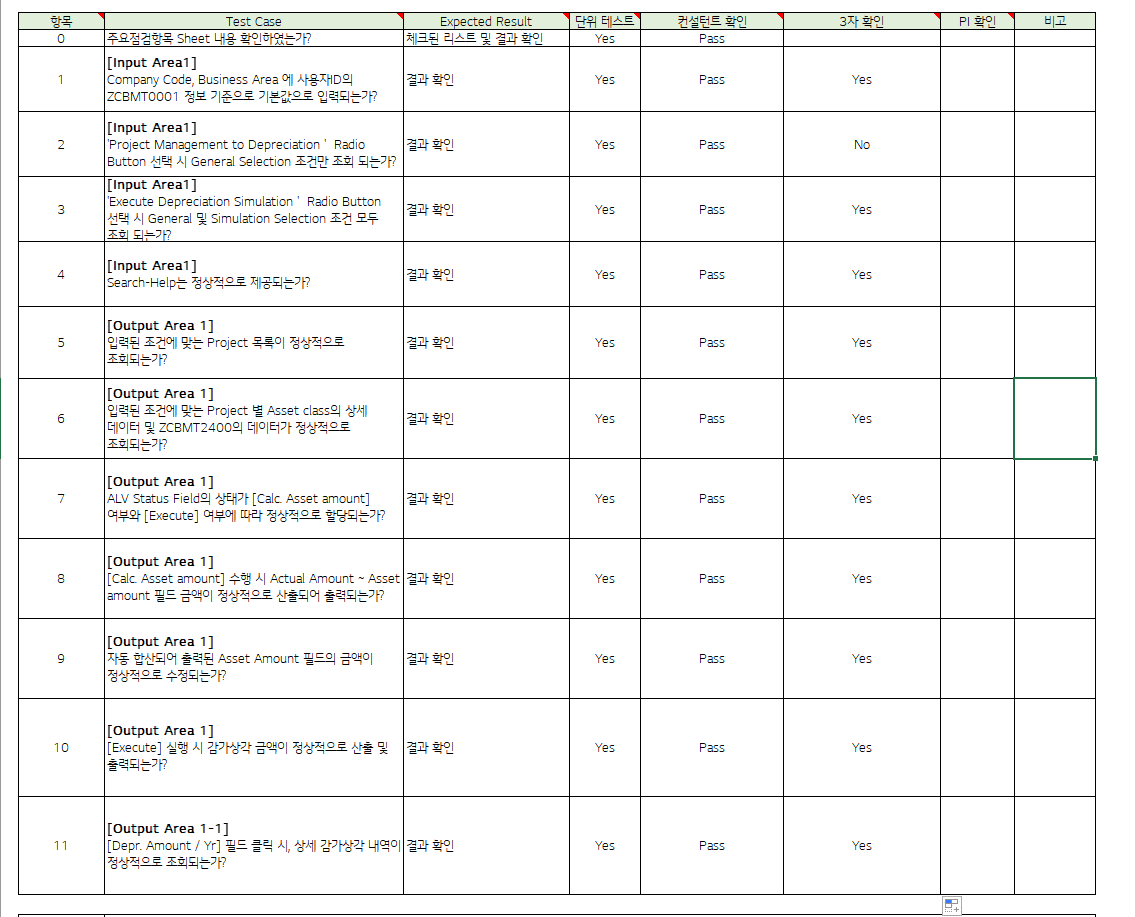 항목 Test Case Expected Result 단위 테스트 컨설턴트 확인 3자 확인 PI 확인 비고
0 주요점검항목 Sheet 내용 확인하였는가? 체크된 리스트 및 결과 확인 Yes Pass
[Input Area1]
1 Company Code, Business Area 에 사용자ID의 결과 확인 Yes Pass Yes
ZCBMT0001 정보 기준으로 기본값으로 입력되는가?
[Input Area1]
2 'Project Management to Depreciation ' Radio 결과 확인 Yes Pass No
Button 선택 시 General Selection 조건만 조회 되는가?
[Input Area1]
'Execute Depreciation Simulation ' Radio Button
3 결과 확인 Yes Pass Yes
선택 시 General 및 Simulation Selection 조건 모두
조회 되는가?
[Input Area1]
4 결과 확인 Yes Pass Yes
Search-Help는 정상적으로 제공되는가?
[Output Area 1]
5 입력된 조건에 맞는 Project 목록이 정상적으로 결과 확인 Yes Pass Yes
조회되는가?
[Output Area 1]
입력된 조건에 맞는 Project 별 Asset class의 상세
6 결과 확인 Yes Pass Yes
데이터 및 ZCBMT2400의 데이터가 정상적으로
조회되는가?
[Output Area 1]
7 ALV Status Field의 상태가 [Calc. Asset amount] 결과 확인 Yes Pass Yes
여부와 [Execute] 여부에 따라 정상적으로 할당되는가?
[Output Area 1]
8 [Calc. Asset amount] 수행 시 Actual Amount ~ Asset 결과 확인 Yes Pass Yes
amount 필드 금액이 정상적으로 산출되어 출력되는가?
[Output Area 1]
9 자동 합산되어 출력된 Asset Amount 필드의 금액이 결과 확인 Yes Pass Yes
정상적으로 수정되는가?
[Output Area 1]
10 [Execute] 실행 시 감가상각 금액이 정상적으로 산출 및 결과 확인 Yes Pass Yes
출력되는가?
[Output Area 1-1]
11 [Depr. Amount / Yr] 필드 클릭 시, 상세 감가상각 내역이 결과 확인 Yes Pass Yes
정상적으로 조회되는가?